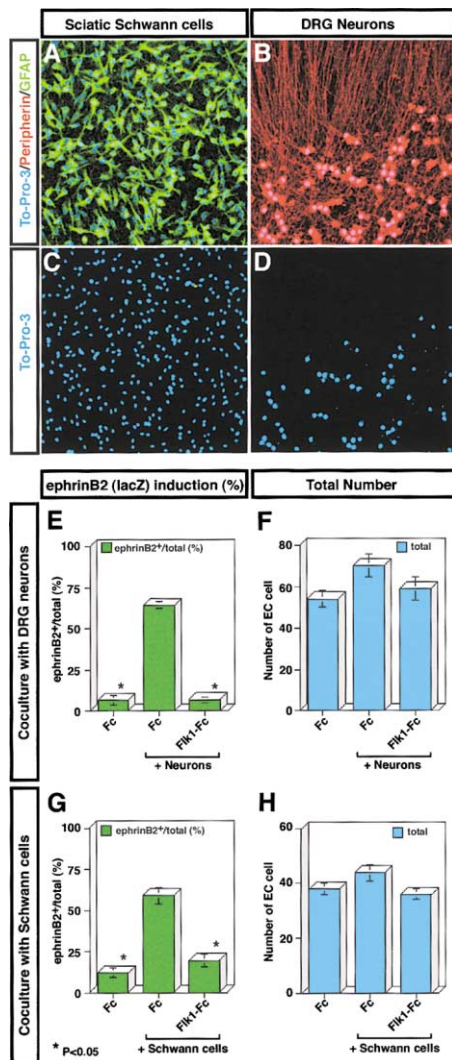 Sciatic Schwann cells
DRG Neurons
To-Pro-3/Peripherin/GFAP
A
B
To-Pro-3
C
D
ephrinB2 (lacZ) induction (%)
Total Number
Coculture with DRG neurons
E
ephrinB2+/total (%)
ephrinB2+/total (%)
100
75
50
25
0
*
*
Fc
Fc
Flk1-Fc
+ Neurons
F
total
Number of EC cell
80
60
40
20
0
Fc
Fc
Flk1-Fc
+ Neurons
Coculture with Schwann cells
G
ephrinB2+/total (%)
ephrinB2+/total (%)
100
75
50
25
0
*
*
Fc
Fc
Flk1-Fc
+ Schwann cells
* P<0.05
H
total
Number of EC cell
60
40
20
0
Fc
Fc
Flk1-Fc
+ Schwann cells